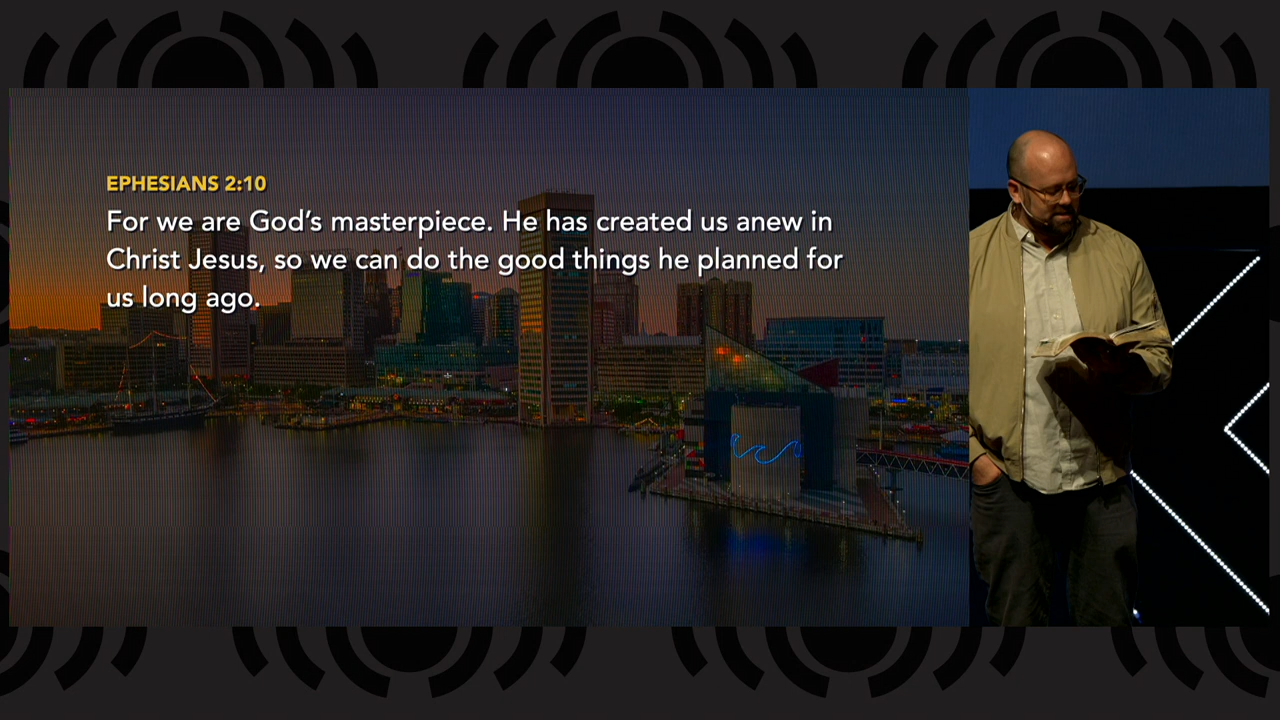 EPHESIANS 2:10
For we are God's masterpiece. He has created us anew in
Christ Jesus, so we can do the good things he planned for
us long ago.